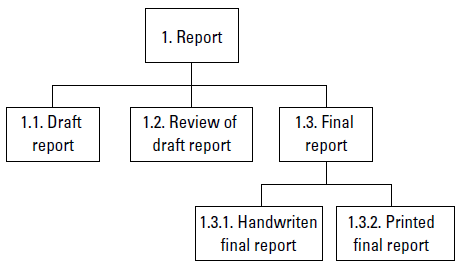 1. Report
1.1. Draft
report
1.2. Review of
draft report
1.3. Final
report
1.3.1. Handwriten
final report
1.3.2. Printed
final report